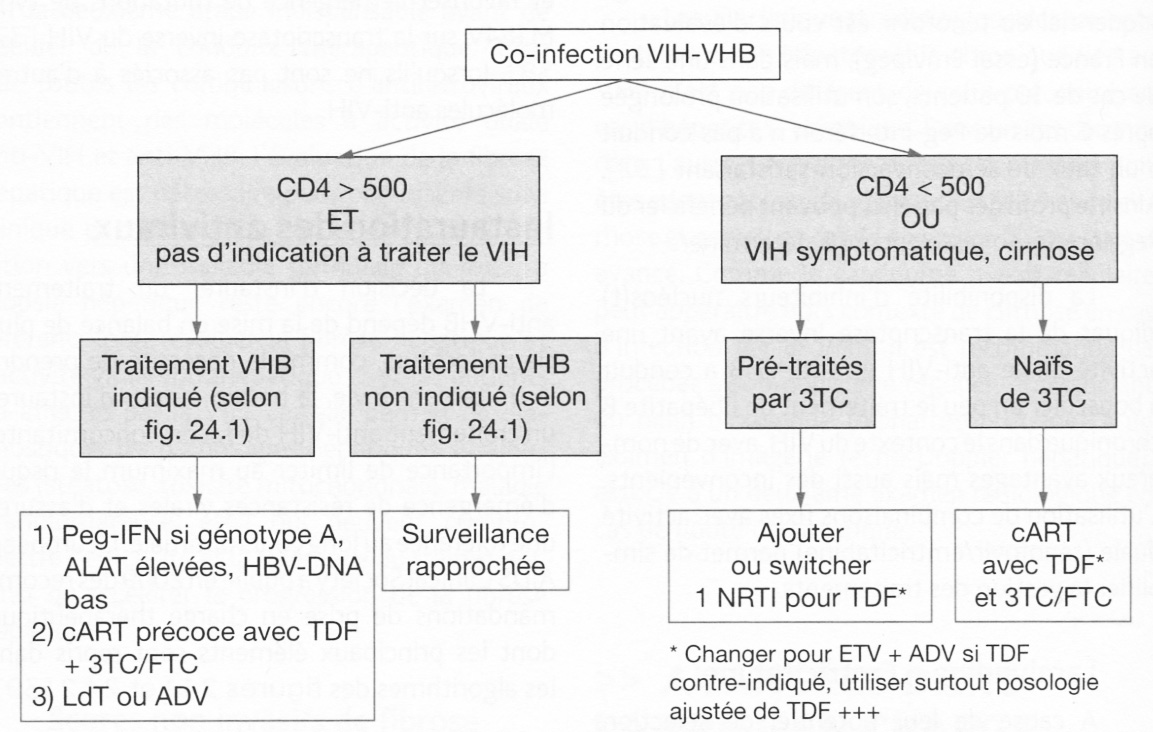 Co-infection VIH-VHB
CD4 > 500
ET
pas d'indication à traiter le VIH
CD4 < 500
OU
VIH symptomatique, cirrhose
Traitement VHB
indiqué (selon
fig. 24.1)
Traitement VHB
non indiqué (selon
fig. 24.1)
Pré-traités
par 3TC
Naïfs
de 3TC
1) Peg-IFN si génotype A,
ALAT élevées, HBV-DNA
bas
2) cART précoce avec TDF
+ 3TC/FTC
3) LdT ou ADV
Surveillance
rapprochée
Ajouter
ou switcher
1 NRTI pour TDF*
cART
avec TDF*
et 3TC/FTC
* Changer pour ETV + ADV si TDF
contre-indiqué, utiliser surtout posologie
ajustée de TDF +++